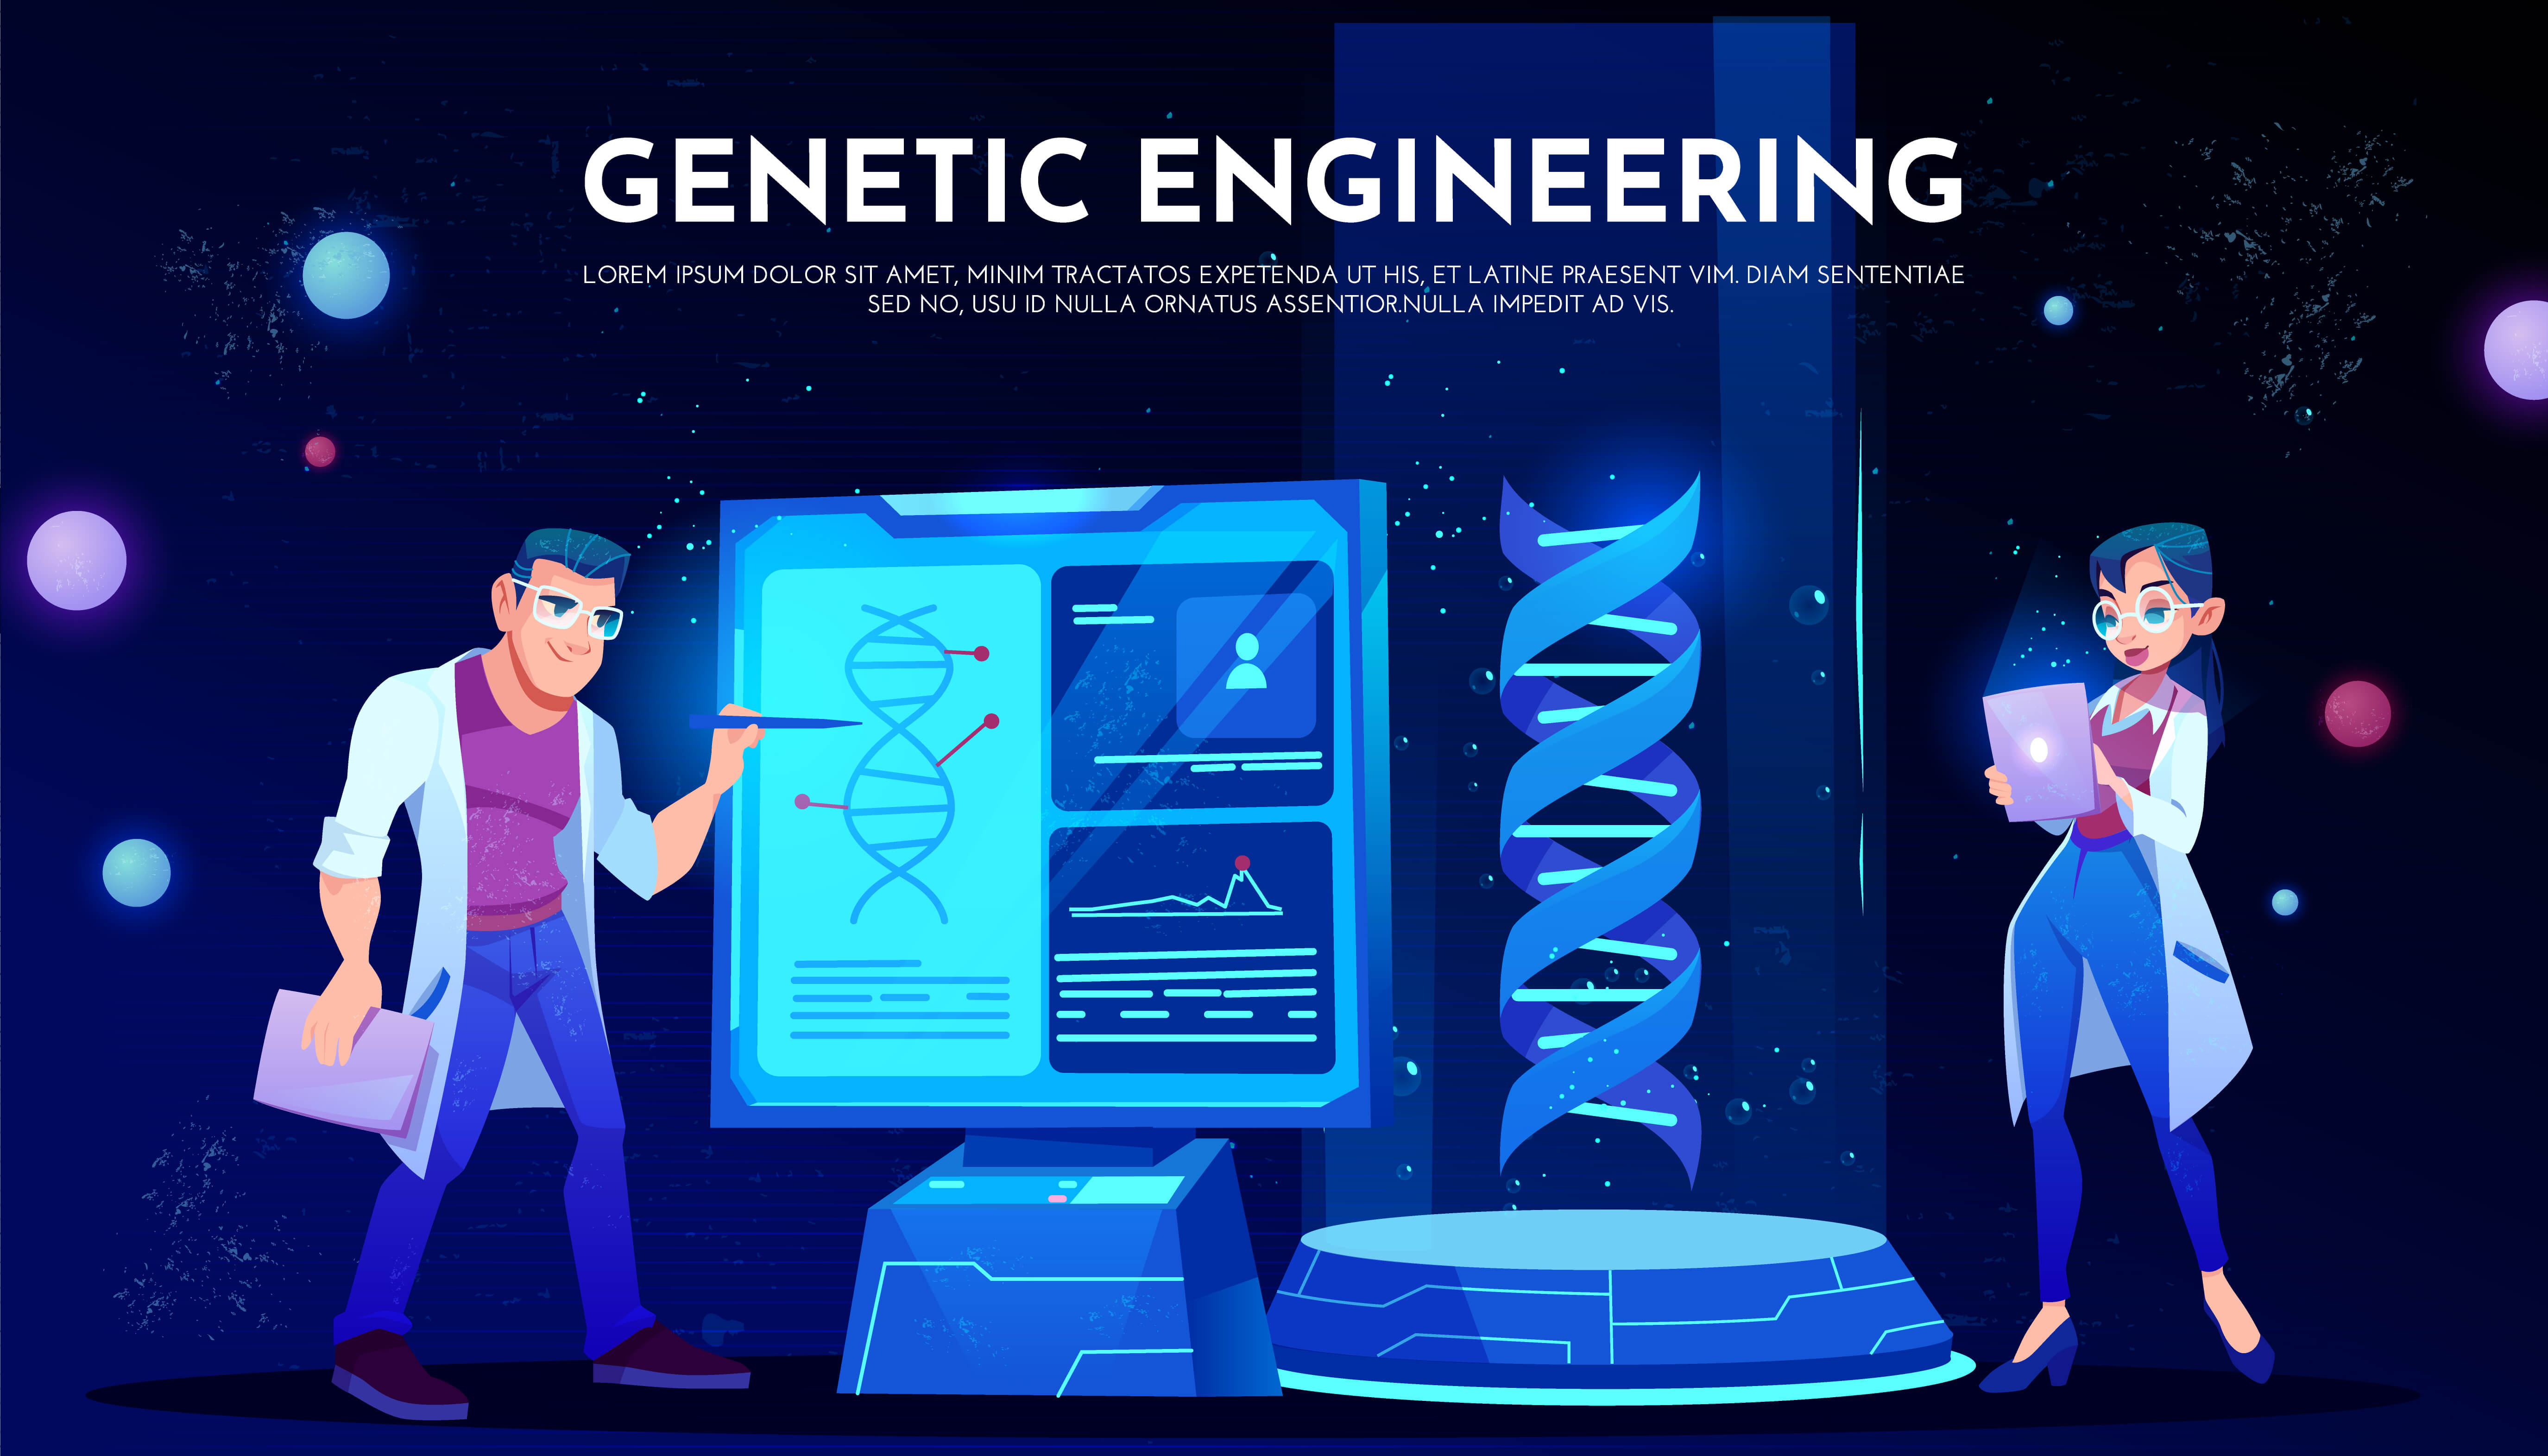 GENETIC ENGINEERING
LOREM IPSUM DOLOR SIT AMET, MINIM TRACTATOS EXPETENDA UT HIS, ET LATINE PRAESENT VIM. DIAM SENTENTIAE
SED NO, USU ID NULLA ORNATUS ASSENTIOR.NULLA IMPEDIT AD VIS.